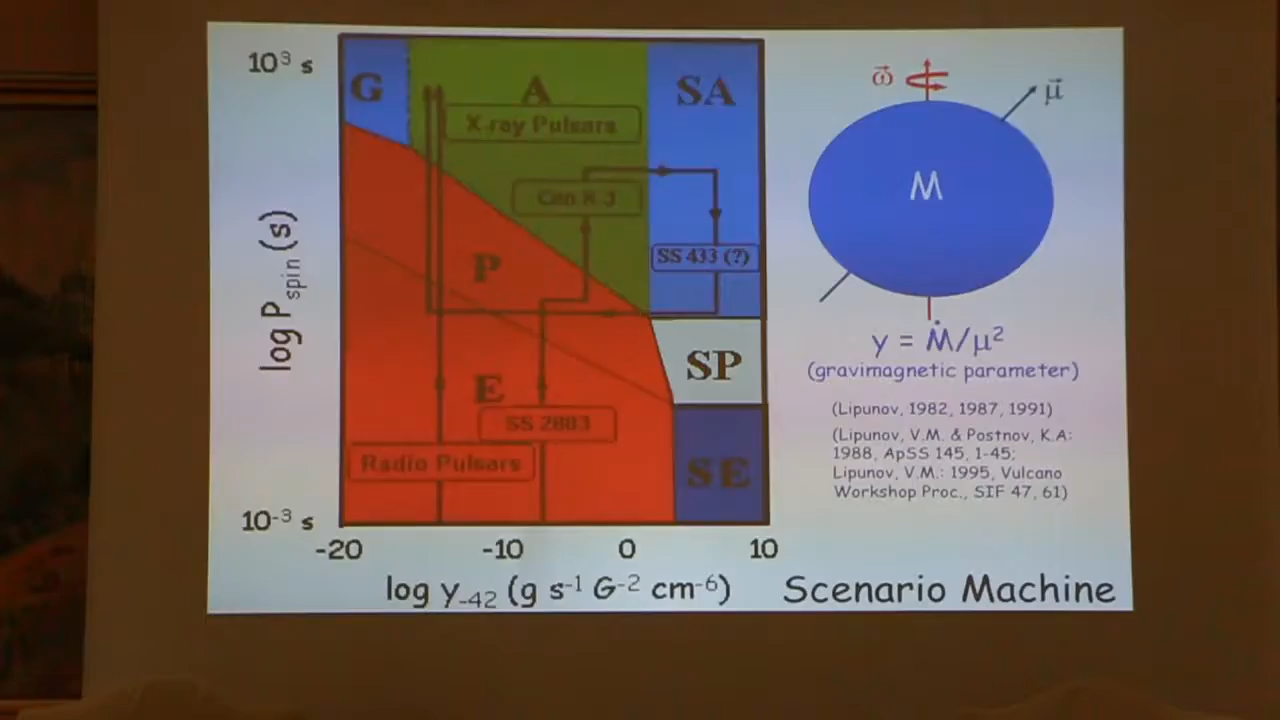 10³ s
G
A
SA
X-ray Pulsars
Cen X-3
log P spin (s)
P
SS 433 (?)
SP
E
SS 2883
Radio Pulsars
SE
10⁻³ s
-20 -10 0 10
log y₋₄₂ (g s⁻¹ G⁻² cm⁻⁶)
ω⃗
μ⃗
M
y = Ṁ/μ²
(gravimagnetic parameter)
(Lipunov, 1982, 1987, 1991)
(Lipunov, V.M. & Postnov, K.A:
1988, ApSS 145, 1-45;
Lipunov, V.M.: 1995, Vulcano
Workshop Proc., SIF 47, 61)
Scenario Machine